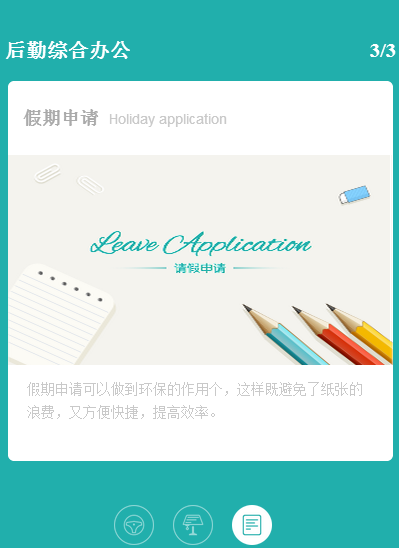 后勤综合办公 3/3
假期申请 Holiday application
Leave Application
请假申请
假期申请可以做到环保的作用个，这样既避免了纸张的
浪费，又方便快捷，提高效率。